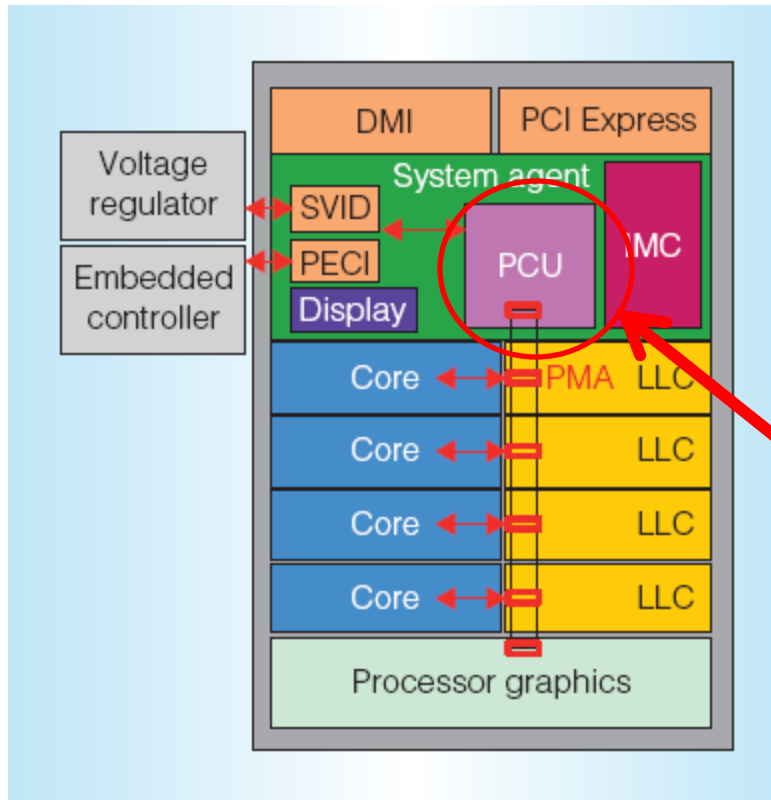 DMI
PCI Express
Voltage
regulator
System agent
SVID
PCU
IMC
PECI
Embedded
controller
Display
Core
PMA
LLC
Core
LLC
Core
LLC
Core
LLC
Processor graphics